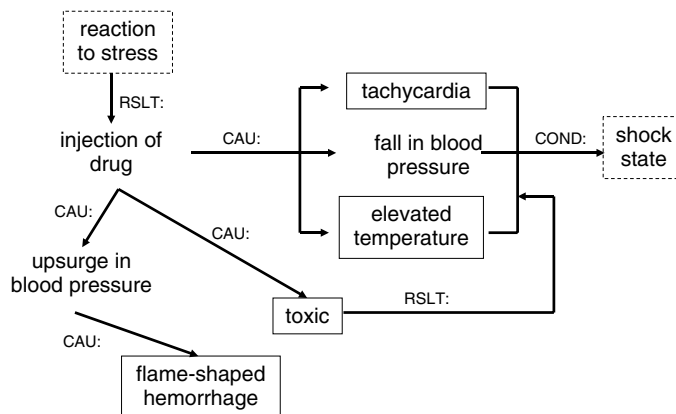 reaction
to stress
RSLT:
injection of
drug
CAU:
tachycardia
fall in blood
pressure
elevated
temperature
COND:
shock
state
CAU:
CAU:
upsurge in
blood pressure
toxic
RSLT:
CAU:
flame-shaped
hemorrhage